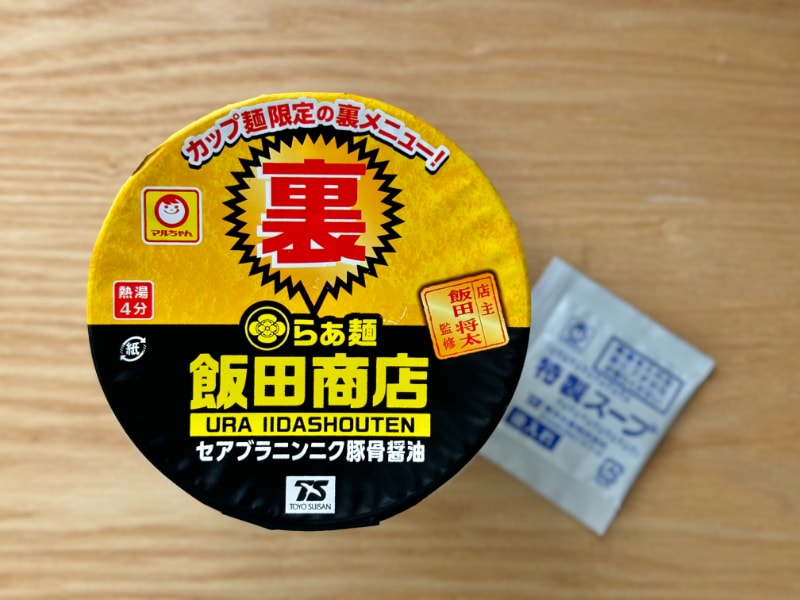 カップ麺限定の裏メニュー!
裏
マルちゃん
熱湯
4分
紙
店主
飯田将太
監修
らぁ麺
飯田商店
URA IIDASHOUTEN
セアブラニンニク豚骨醤油
TS
TOYO SUISAN
特製スープ